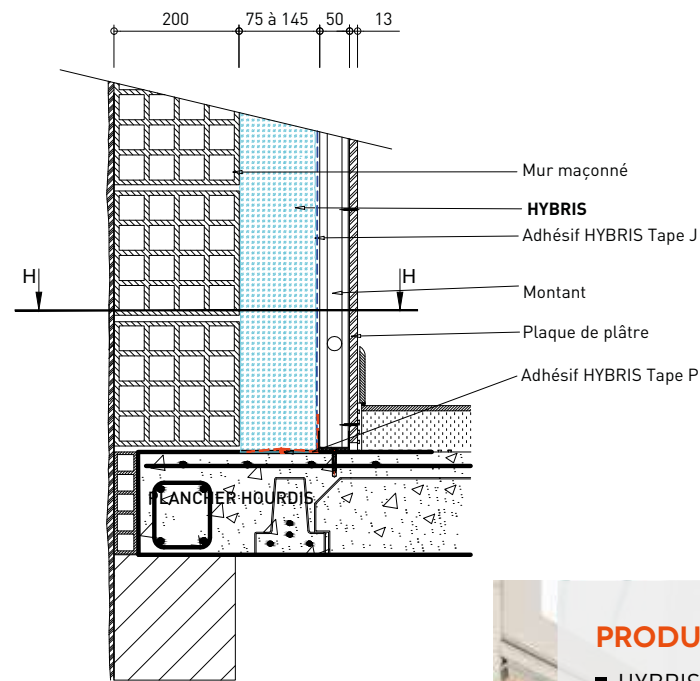 200 75 à 145 50 13
Mur maçonné
HYBRIS
Adhésif HYBRIS Tape J
H H
Montant
Plaque de plâtre
Adhésif HYBRIS Tape P
PLANCHER HOURDIS
PRODU
HYBRIS